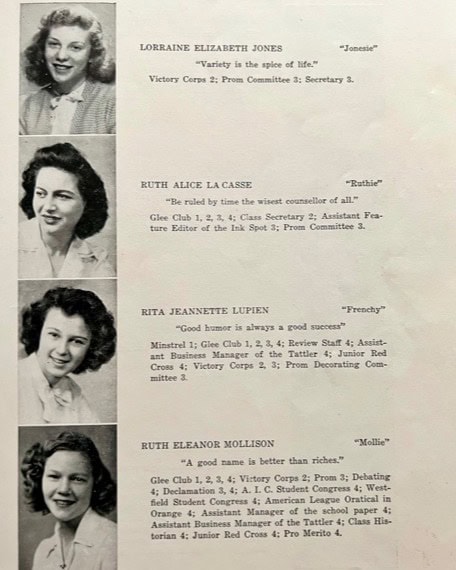 LORRAINE ELIZABETH JONES "Jonesie"
"Variety is the spice of life."
Victory Corps 2; Prom Committee 3; Secretary 3.
RUTH ALICE LA CASSE "Ruthie"
"Be ruled by time the wisest counsellor of all."
Glee Club 1, 2, 3, 4; Class Secretary 2; Assistant Fea-
ture Editor of the Ink Spot 3; Prom Committee 3.
RITA JEANNETTE LUPIEN "Frenchy"
"Good humor is always a good success"
Minstrel 1; Glee Club 1, 2, 3, 4; Review Staff 4; Assist-
ant Business Manager of the Tattler 4; Junior Red
Cross 4; Victory Corps 2, 3; Prom Decorating Com-
mittee 3.
RUTH ELEANOR MOLLISON "Mollie"
"A good name is better than riches."
Glee Club 1, 2, 3, 4; Victory Corps 2; Prom 3; Debating
4; Declamation 3, 4; A. I. C. Student Congress 4; West-
field Student Congress 4; American League Oratical in
Orange 4; Assistant Manager of the school paper 4;
Assistant Business Manager of the Tattler 4; Class His-
torian 4; Junior Red Cross 4; Pro Merito 4.